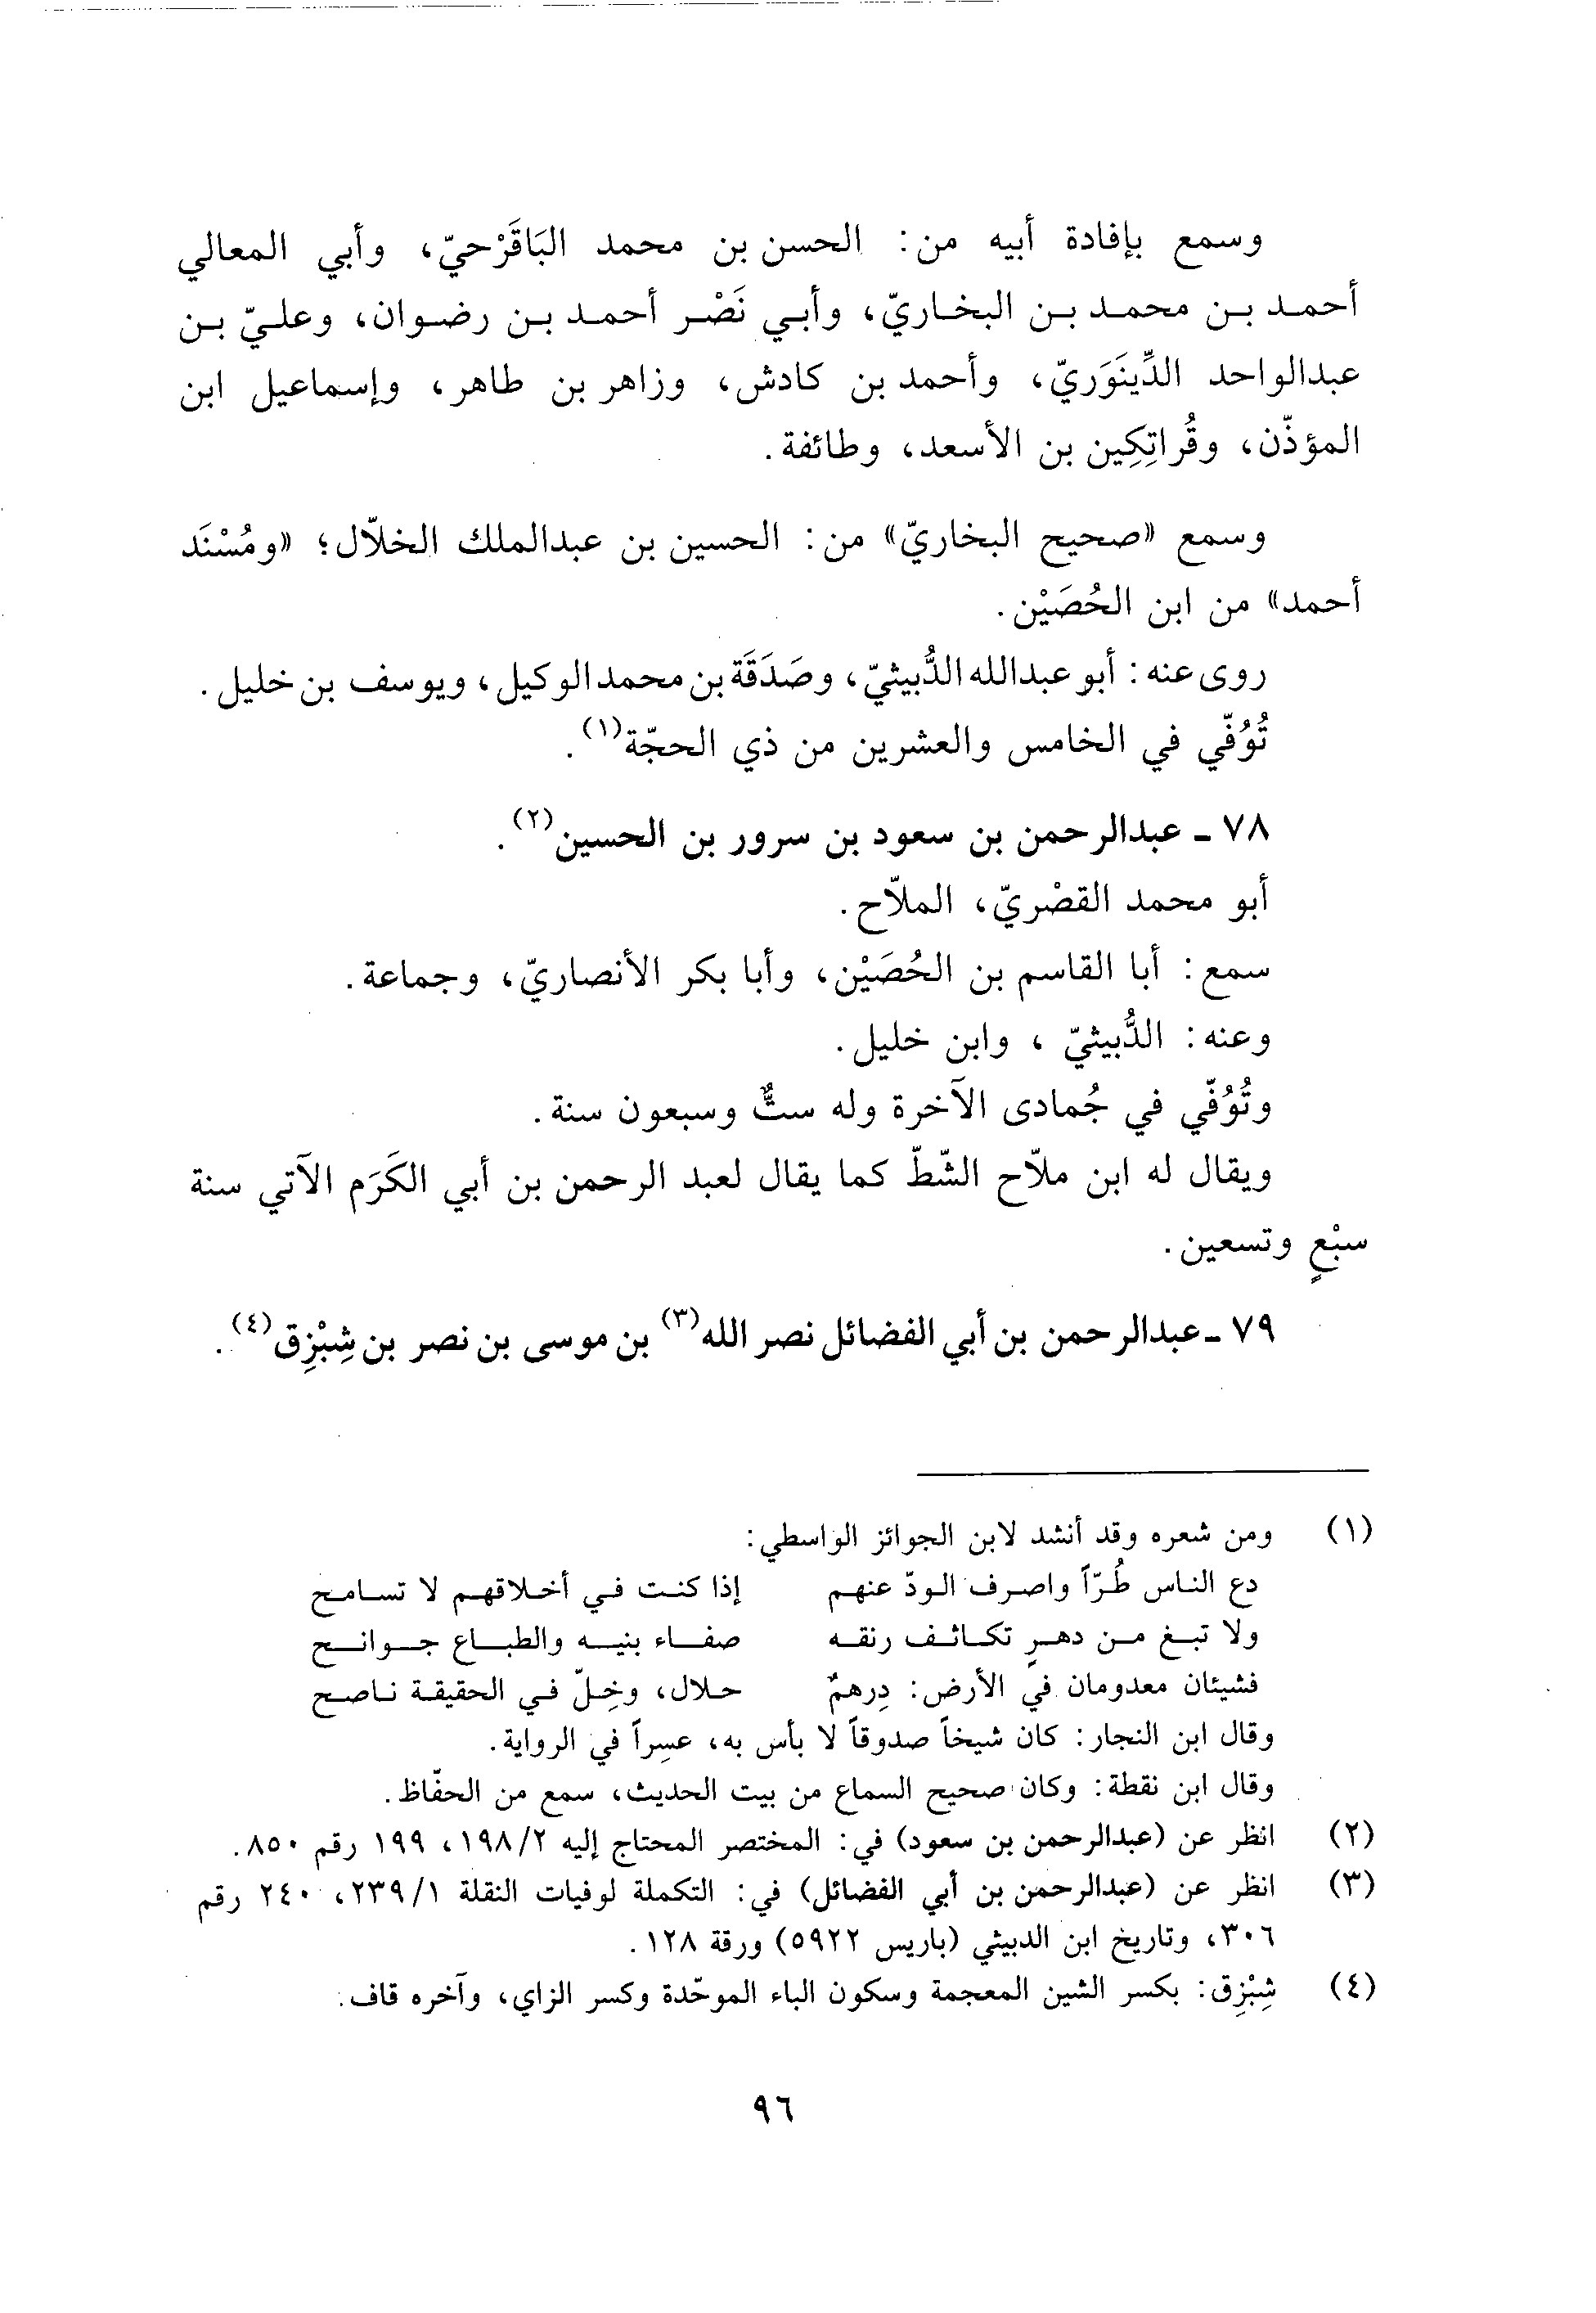 وسمع بإفادة أبيه من: الحسن بن محمد البَاقَرْحيّ، وأبي المعالي
أحمد بن محمد بن البخاريّ، وأبي نَصْر أحمد بن رضوان، وعليّ بن
عبدالواحد الدِّينَوَريّ، وأحمد بن كادش، وزاهر بن طاهر، وإسماعيل ابن
المؤذّن، وقُراتِكِين بن الأسعد، وطائفة.
وسمع «صحيح البخاريّ» من: الحسين بن عبدالملك الخلاّل؛ «ومُسْنَد
أحمد» من ابن الحُصَيْن.
روى عنه: أبو عبدالله الدُّبيثيّ، وصَدَقَة بن محمد الوكيل، ويوسف بن خليل.
تُوُفّي في الخامس والعشرين من ذي الحجّة(١).
٧٨ ـ عبدالرحمن بن سعود بن سرور بن الحسين(٢).
أبو محمد القصْريّ، الملاّح.
سمع: أبا القاسم بن الحُصَيْن، وأبا بكر الأنصاريّ، وجماعة.
وعنه: الدُّبيثيّ ، وابن خليل.
وتُوُفّي في جُمادى الآخرة وله ستٌّ وسبعون سنة.
ويقال له ابن ملاّح الشّطّ كما يقال لعبد الرحمن بن أبي الكَرَم الآتي سنة
سبْعٍ وتسعين.
٧٩ ـ عبدالرحمن بن أبي الفضائل نصر الله(٣) بن موسى بن نصر بن شِبْزِق(٤).
(١) ومن شعره وقد أنشد لابن الجوائز الواسطي:
دع الناس طُرّاً واصرف الودّ عنهم إذا كنت في أخلاقهم لا تسامح
ولا تبغ من دهرٍ تكاثف رنقه صفاء بنيه والطباع جوانح
فشيئان معدومان في الأرض: دِرهمٌ حلال، وخِلّ في الحقيقة ناصح
وقال ابن النجار: كان شيخاً صدوقاً لا بأس به، عسِراً في الرواية.
وقال ابن نقطة: وكان صحيح السماع من بيت الحديث، سمع من الحفّاظ.
(٢) انظر عن (عبدالرحمن بن سعود) في: المختصر المحتاج إليه ١٩٨/٢، ١٩٩ رقم ٨٥٠.
(٣) انظر عن (عبدالرحمن بن أبي الفضائل) في: التكملة لوفيات النقلة ٢٣٩/١، ٢٤٠ رقم
٣٠٦، وتاريخ ابن الدبيثي (باريس ٥٩٢٢) ورقة ١٢٨.
(٤) شِبْزِق: بكسر الشين المعجمة وسكون الباء الموحّدة وكسر الزاي، وآخره قاف.
٩٦